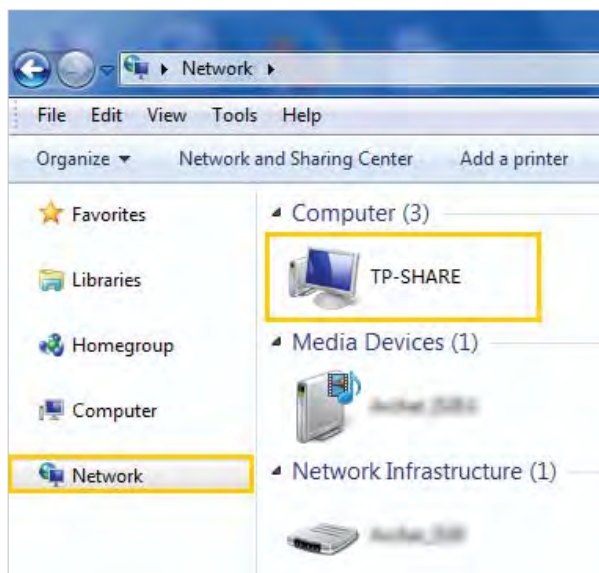 Network
File Edit View Tools Help
Organize Network and Sharing Center Add a printer
Favorites
Libraries
Homegroup
Computer
Network
Computer (3)
TP-SHARE
Media Devices (1)
Network Infrastructure (1)